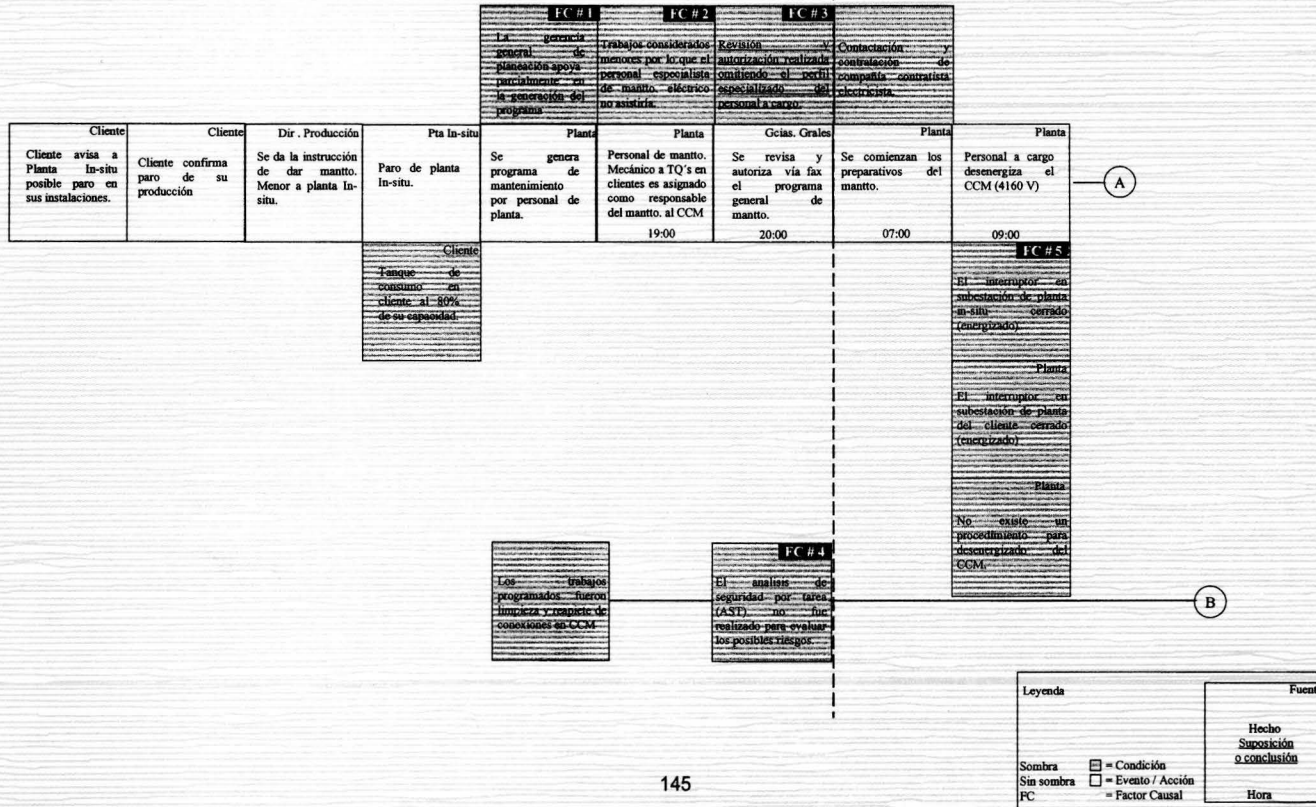 FC # 1
La gerencia
general de
planeación apoya
parcialmente en
la generación del
programa
FC # 2
Trabajos considerados
menores por lo que el
personal especialista
de mantto. eléctrico
no asistiría.
FC # 3
Revisión y
autorización realizada
omitiendo el perfil
especializado del
personal a cargo.
Contactación y
contratación de
compañía contratista
electricista.
Cliente
Cliente avisa a
Planta In-situ
posible paro en
sus instalaciones.
Cliente
Cliente confirma
paro de su
producción
Dir . Producción
Se da la instrucción
de dar mantto.
Menor a planta In-
situ.
Pta In-situ
Paro de planta
In-situ.
Planta
Se genera
programa de
mantenimiento
por personal de
planta.
Planta
Personal de mantto.
Mecánico a TQ's en
clientes es asignado
como responsable
del mantto. al CCM
19:00
Gcias. Grales
Se revisa y
autoriza vía fax
el programa
general de
mantto.
20:00
Planta
Se comienzan los
preparativos del
mantto.
07:00
Planta
Personal a cargo
desenergiza el
CCM (4160 V)
09:00
A
Cliente
Tanque de
consumo en
cliente al 80%
de su capacidad.
FC # 5
El interruptor en
subestación de planta
in-situ cerrado
(energizado)
Planta
El interruptor en
subestación de planta
del cliente cerrado
(energizado)
Planta
No existe un
procedimiento para
desenergizado del
CCM.
Los trabajos
programados fueron
limpieza y reapriete de
conexiones en CCM
FC # 4
El analisis de
seguridad por tarea
(AST) no fue
realizado para evaluar
los posibles riesgos.
B
Leyenda
Sombra = Condición
Sin sombra = Evento / Acción
FC = Factor Causal
Fuent
Hecho
Suposición
o conclusión
Hora
145